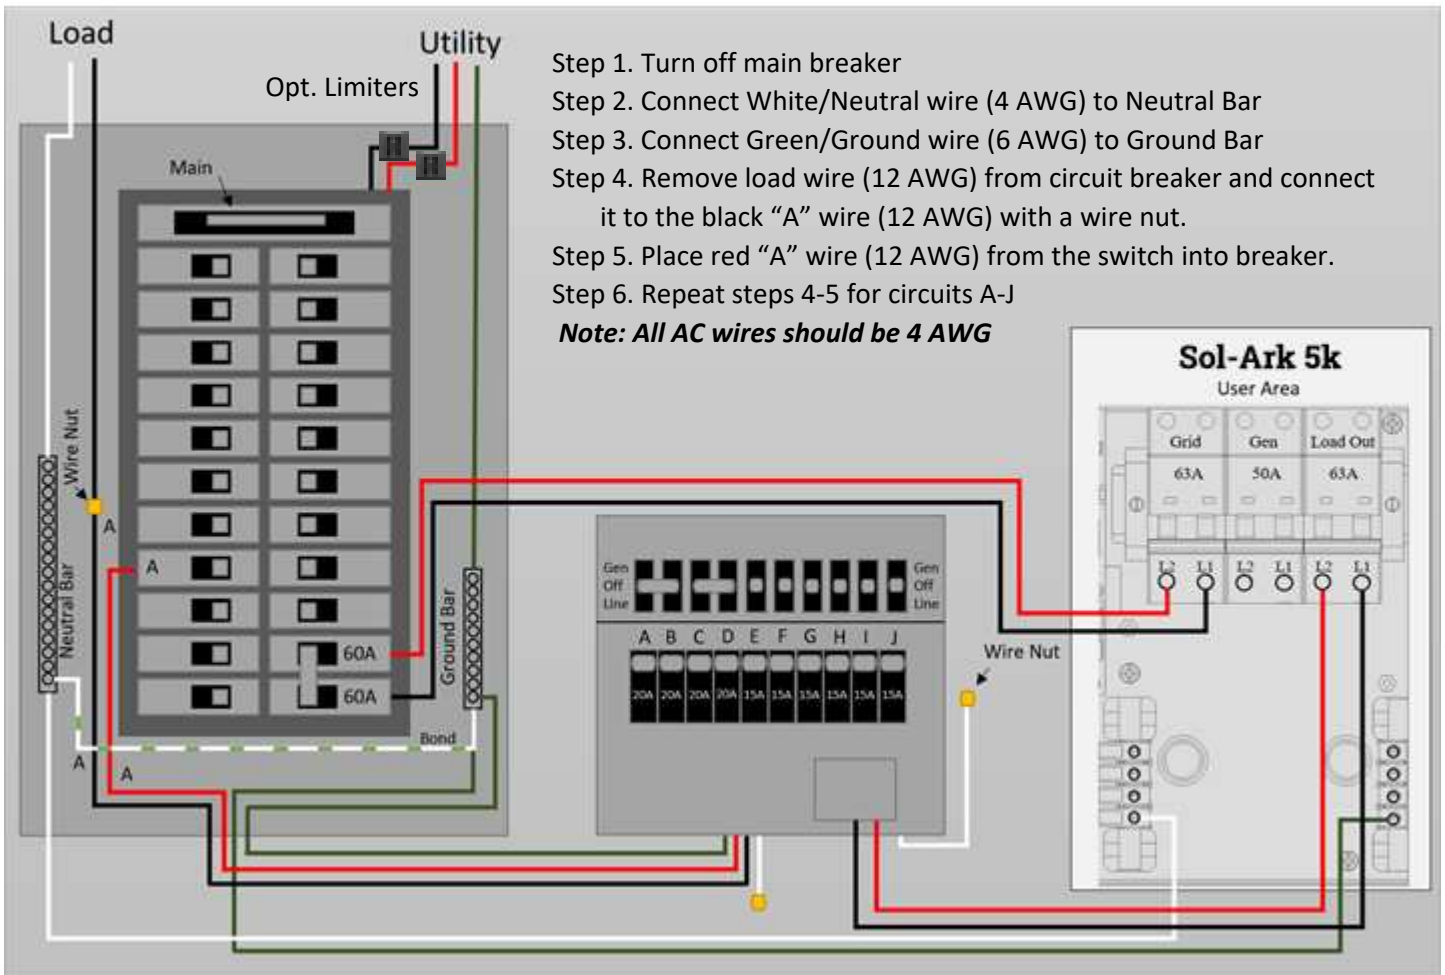 Load
Utility
Opt. Limiters
Step 1. Turn off main breaker
Step 2. Connect White/Neutral wire (4 AWG) to Neutral Bar
Step 3. Connect Green/Ground wire (6 AWG) to Ground Bar
Step 4. Remove load wire (12 AWG) from circuit breaker and connect
it to the black “A” wire (12 AWG) with a wire nut.
Step 5. Place red “A” wire (12 AWG) from the switch into breaker.
Step 6. Repeat steps 4-5 for circuits A-J
Note: All AC wires should be 4 AWG
Main
Wire Nut
A
A
Neutral Bar
Ground Bar
60A
60A
Bond
A
A
Gen
Off
Line
Gen
Off
Line
A B C D E F G H I J
20A 20A 20A 20A 15A 15A 15A 15A 15A 15A
Wire Nut
Sol-Ark 5k
User Area
Grid Gen Load Out
63A 50A 63A
L2 L1 L2 L1 L2 L1